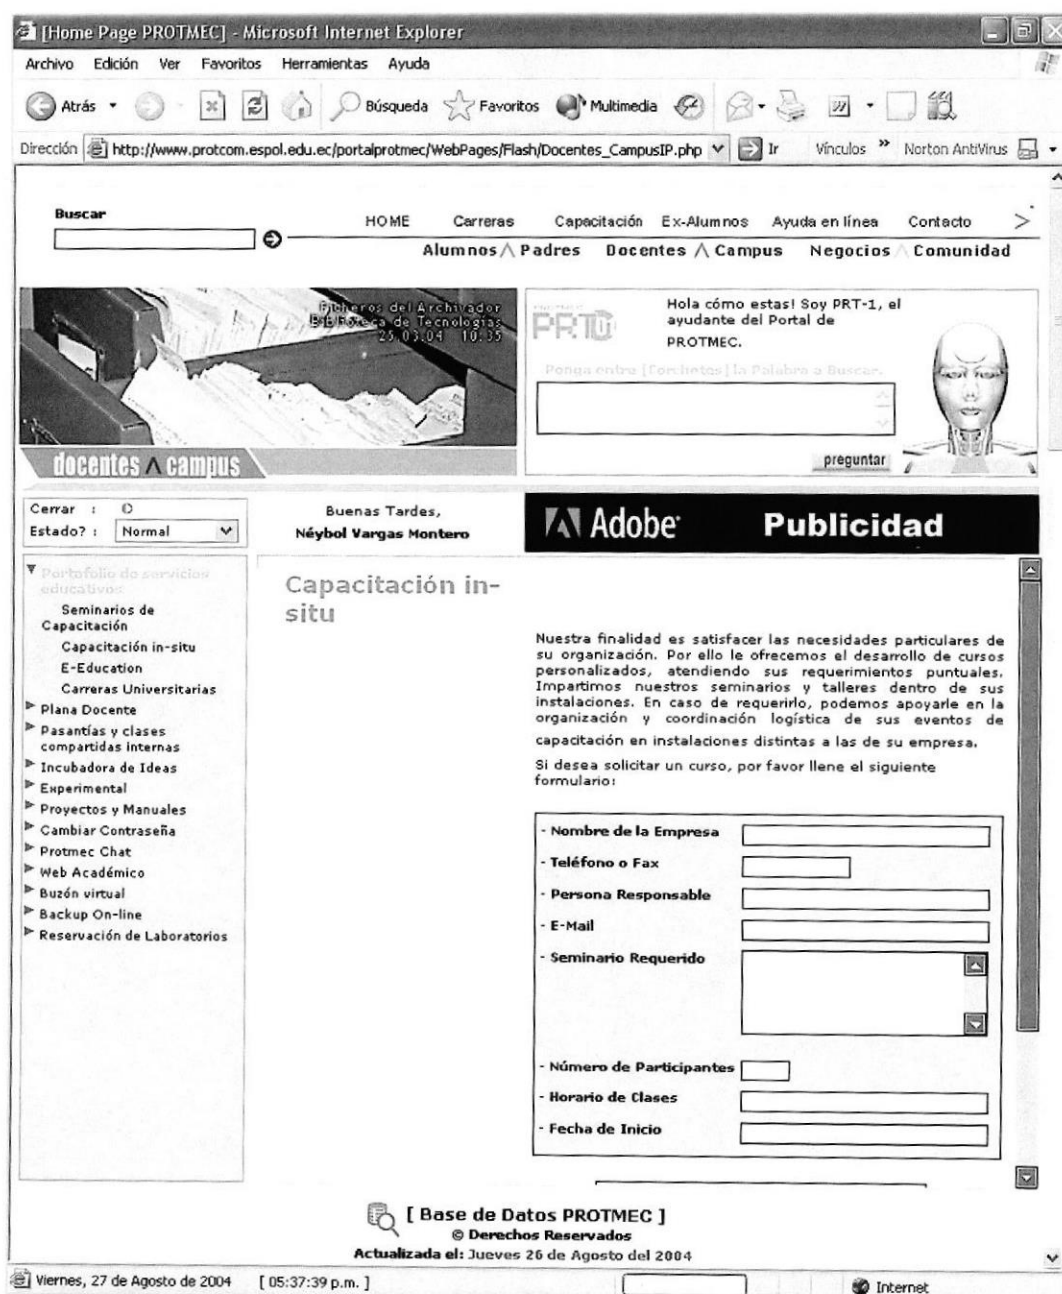 [Home Page PROTMEC] - Microsoft Internet Explorer
Archivo Edición Ver Favoritos Herramientas Ayuda
Atrás Búsqueda Favoritos Multimedia
Dirección http://www.protcom.espol.edu.ec/portalprotmec/WebPages/Flash/Docentes_CampusIP.php Ir Vínculos » Norton AntiVirus
Buscar
HOME Carreras Capacitación Ex-Alumnos Ayuda en línea Contacto >
Alumnos Padres Docentes Campus Negocios Comunidad
Ficheros del Archivador
Biblioteca de Tecnologías
25.03.04 10:35
docentes campus
Hola cómo estas! Soy PRT-1, el
ayudante del Portal de
PROTMEC.
Ponga entre [Corchetes] la Palabra a Buscar.
preguntar
Cerrar :
Estado? : Normal
Buenas Tardes,
Néybol Vargas Montero
Adobe Publicidad
Portafolio de servicios
educativos
Seminarios de
Capacitación
Capacitación in-situ
E-Education
Carreras Universitarias
Plana Docente
Pasantías y clases
compartidas internas
Incubadora de Ideas
Experimental
Proyectos y Manuales
Cambiar Contraseña
Protmec Chat
Web Académico
Buzón virtual
Backup On-line
Reservación de Laboratorios
Capacitación in-
situ
Nuestra finalidad es satisfacer las necesidades particulares de
su organización. Por ello le ofrecemos el desarrollo de cursos
personalizados, atendiendo sus requerimientos puntuales.
Impartimos nuestros seminarios y talleres dentro de sus
instalaciones. En caso de requerirlo, podemos apoyarle en la
organización y coordinación logística de sus eventos de
capacitación en instalaciones distintas a las de su empresa.
Si desea solicitar un curso, por favor llene el siguiente
formulario:
- Nombre de la Empresa
- Teléfono o Fax
- Persona Responsable
- E-Mail
- Seminario Requerido
- Número de Participantes
- Horario de Clases
- Fecha de Inicio
[ Base de Datos PROTMEC ]
© Derechos Reservados
Actualizada el: Jueves 26 de Agosto del 2004
Viernes, 27 de Agosto de 2004 [ 05:37:39 p.m. ] Internet